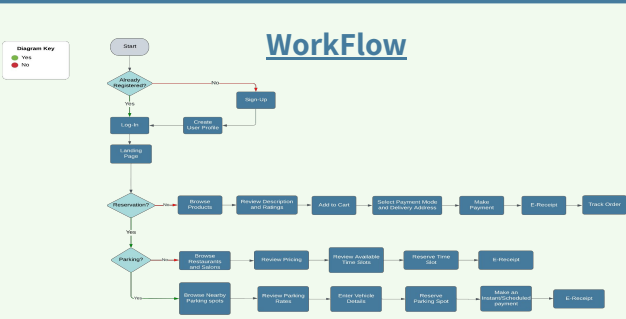 WorkFlow
Diagram Key
Yes
No
Start
Already
Registered?
No
Sign-Up
Yes
Log-In
Create
User Profile
Landing
Page
Reservation?
No
Browse
Products
Review Description
and Ratings
Add to Cart
Select Payment Mode
and Delivery Address
Make
Payment
E-Receipt
Track Order
Yes
Parking?
No
Browse
Restaurants
and Salons
Review Pricing
Review Available
Time Slots
Reserve Time
Slot
E-Receipt
Yes
Browse Nearby
Parking spots
Review Parking
Rates
Enter Vehicle
Details
Reserve
Parking Spot
Make an
Instant/Scheduled
payment
E-Receipt